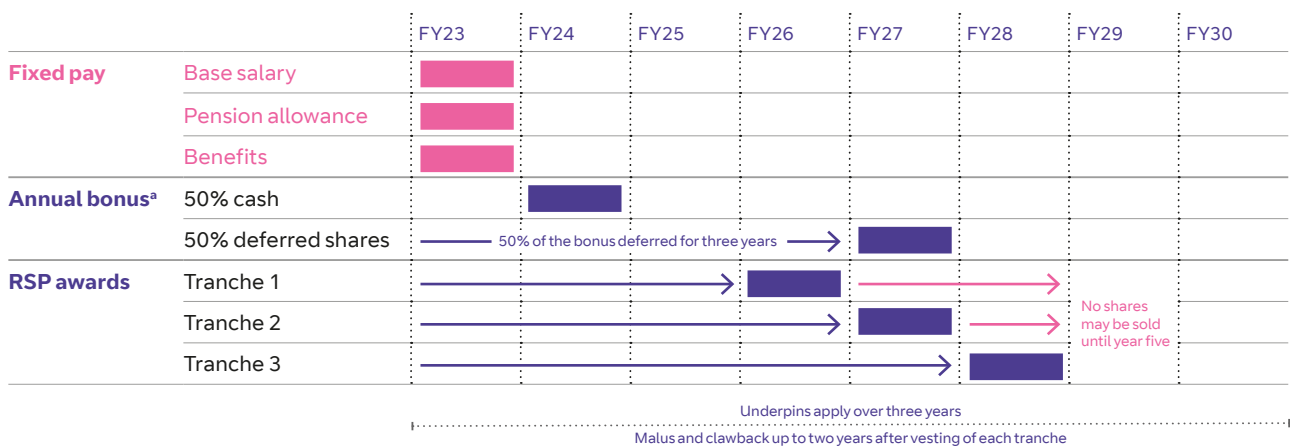 FY23 FY24 FY25 FY26 FY27 FY28 FY29 FY30
Fixed pay Base salary
Pension allowance
Benefits
Annual bonusᵃ 50% cash
50% deferred shares 50% of the bonus deferred for three years
RSP awards Tranche 1
Tranche 2
Tranche 3
No shares
may be sold
until year five
Underpins apply over three years
Malus and clawback up to two years after vesting of each tranche